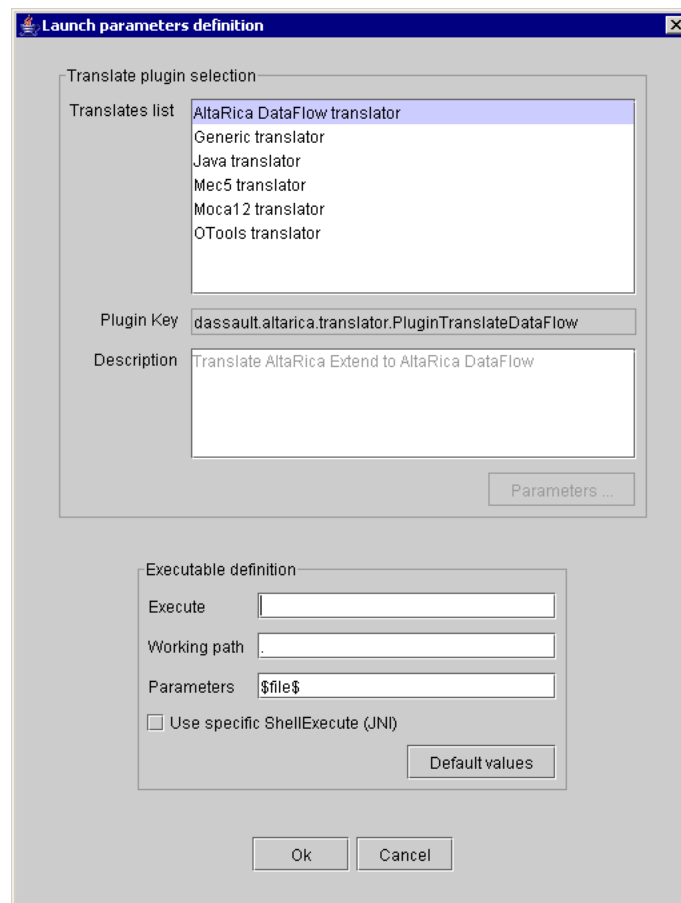 Launch parameters definition
Translate plugin selection
Translates list
AltaRica DataFlow translator
Generic translator
Java translator
Mec5 translator
Moca12 translator
OTools translator
Plugin Key
dassault.altarica.translator.PluginTranslateDataFlow
Description
Translate AltaRica Extend to AltaRica DataFlow
Parameters ...
Executable definition
Execute
Working path
.
Parameters
$file$
Use specific ShellExecute (JNI)
Default values
Ok
Cancel